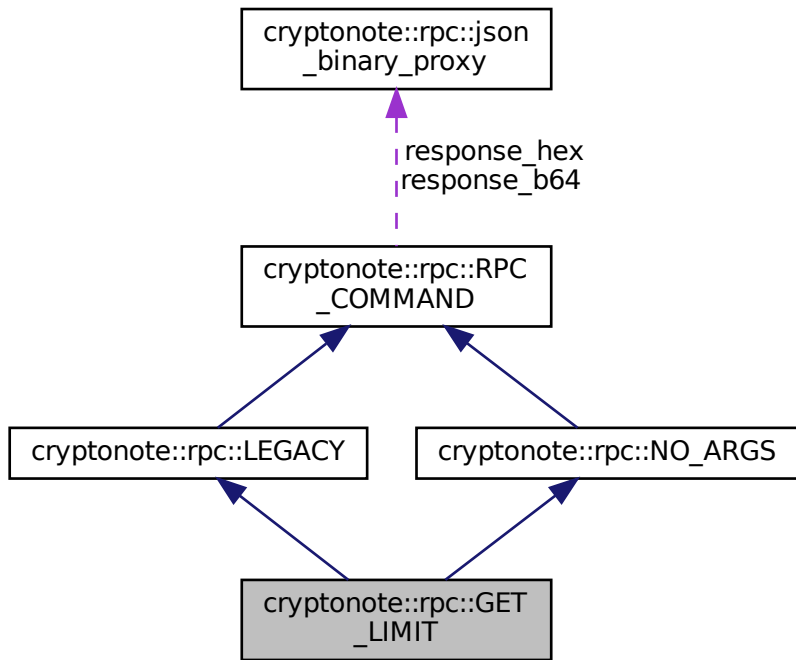 cryptonote::rpc::json
_binary_proxy
response_hex
response_b64
cryptonote::rpc::RPC
_COMMAND
cryptonote::rpc::LEGACY
cryptonote::rpc::NO_ARGS
cryptonote::rpc::GET
_LIMIT